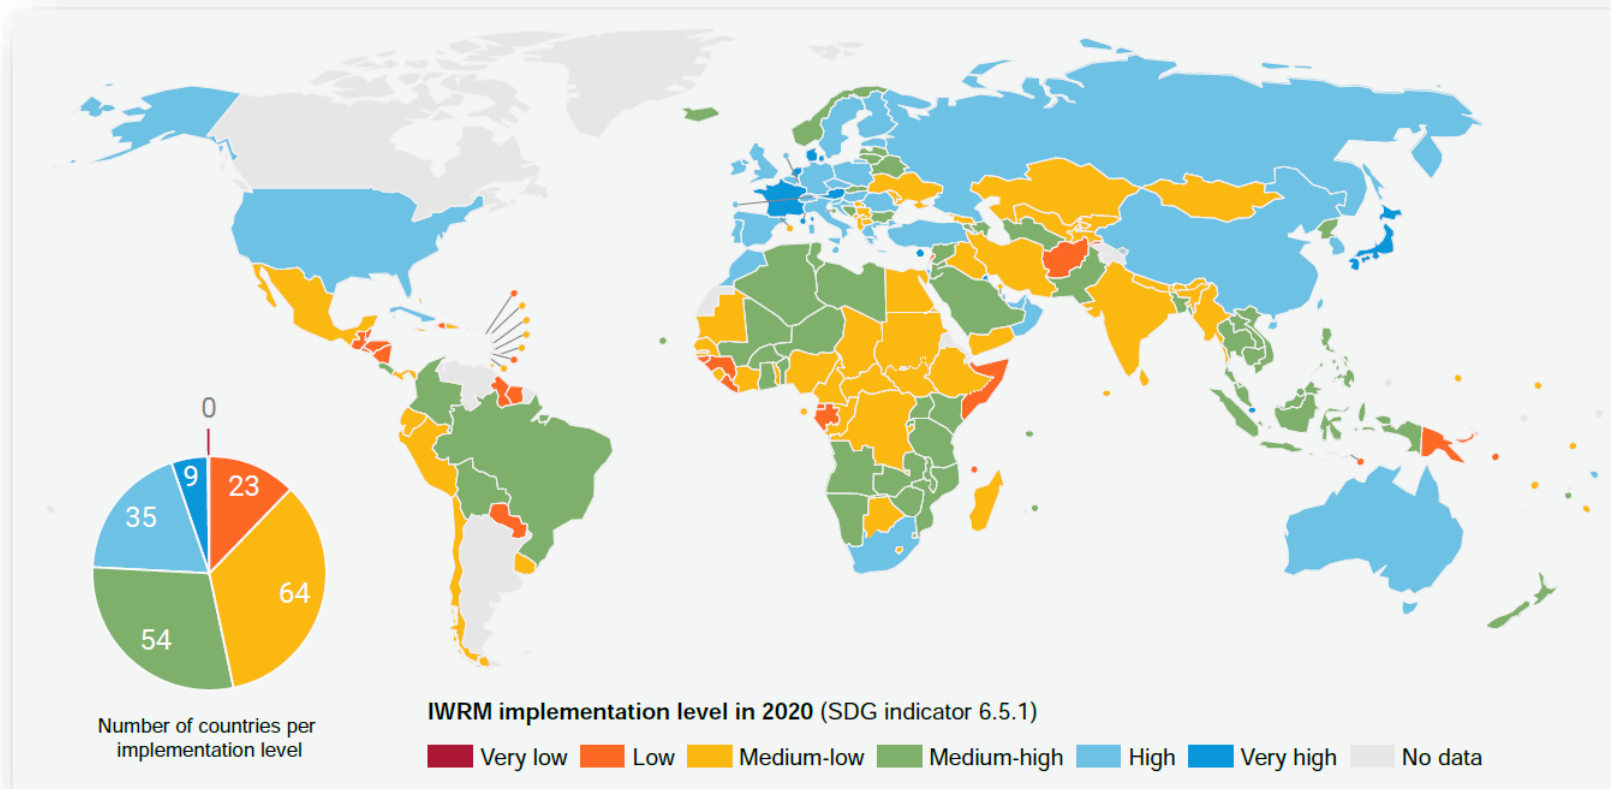 0
9
23
35
64
54
Number of countries per
implementation level
IWRM implementation level in 2020 (SDG indicator 6.5.1)
Very low Low Medium-low Medium-high High Very high No data